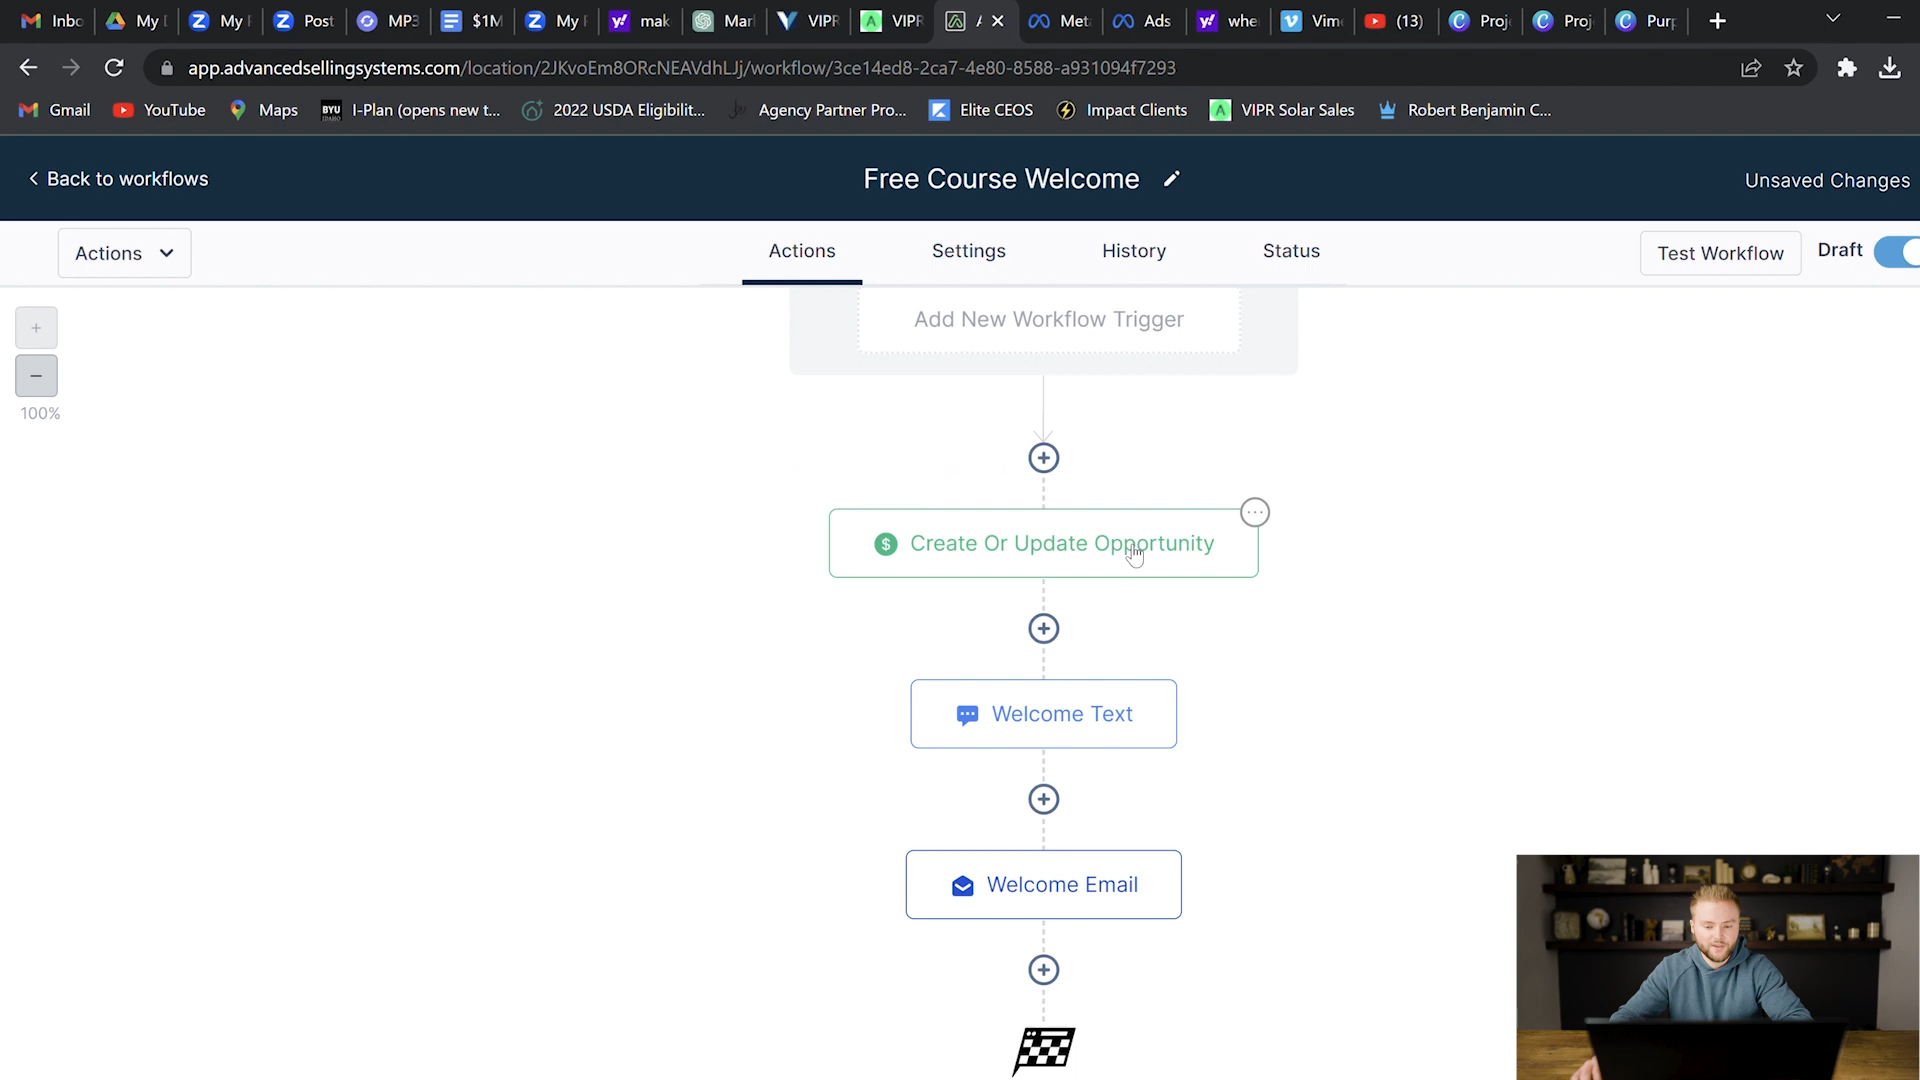 Inbo
My
My
Post
MP3
$1M
My
mak
Marl
VIPR
VIPR
Met
Ads
whe
Vim
(13)
Proj
Proj
Pur
app.advancedsellingsystems.com/location/2JKvoEm8ORcNEAVdhLJj/workflow/3ce14ed8-2ca7-4e80-8588-a931094f7293
Gmail
YouTube
Maps
BYU
I-Plan (opens new t...
2022 USDA Eligibilit...
Agency Partner Pro...
Elite CEOS
Impact Clients
VIPR Solar Sales
Robert Benjamin C...
Back to workflows
Free Course Welcome
Unsaved Changes
Actions
Actions
Settings
History
Status
Test Workflow
Draft
100%
Add New Workflow Trigger
Create Or Update Opportunity
Welcome Text
Welcome Email